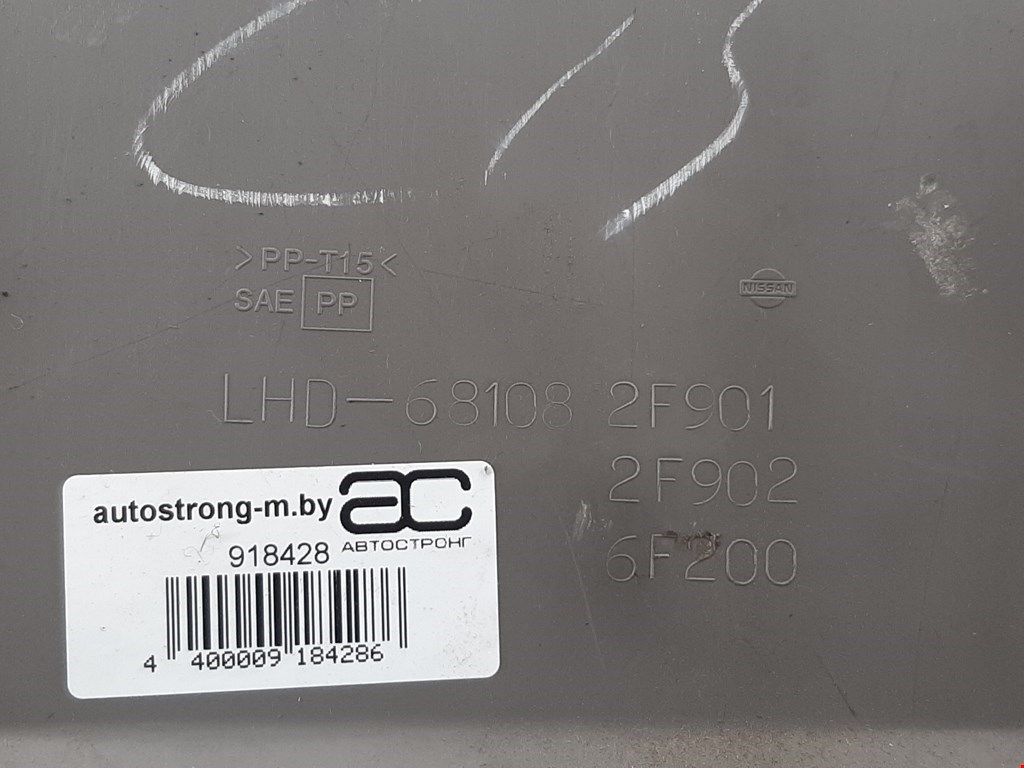 >PP-T15<
SAE PP
NISSAN
LHD-68108 2F901
2F902
6F200
autostrong-m.by
ac
АВТОСТРОНГ
918428
4 400009 184286